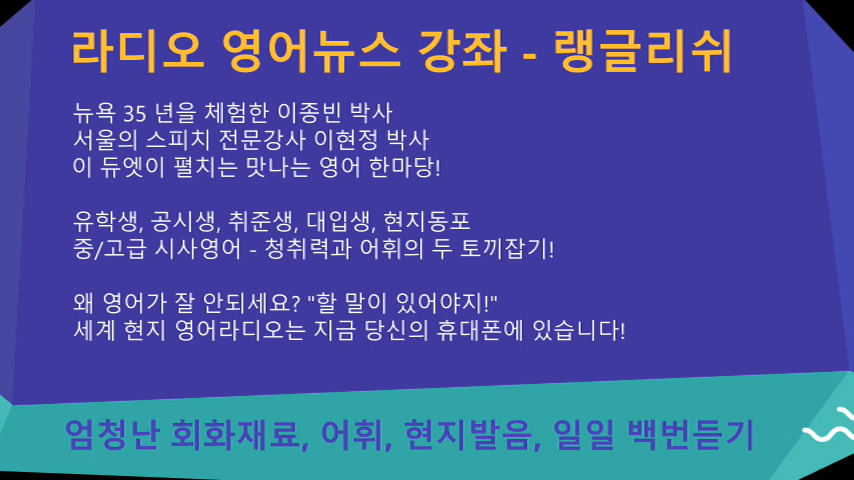 라디오 영어뉴스 강좌 - 랭글리쉬
뉴욕 35 년을 체험한 이종빈 박사
서울의 스피치 전문강사 이현정 박사
이 듀엣이 펼치는 맛나는 영어 한마당!
유학생, 공시생, 취준생, 대입생, 현지동포
중/고급 시사영어 - 청취력과 어휘의 두 토끼잡기!
왜 영어가 잘 안되세요? "할 말이 있어야지!"
세계 현지 영어라디오는 지금 당신의 휴대폰에 있습니다!
엄청난 회화재료, 어휘, 현지발음, 일일 백번듣기